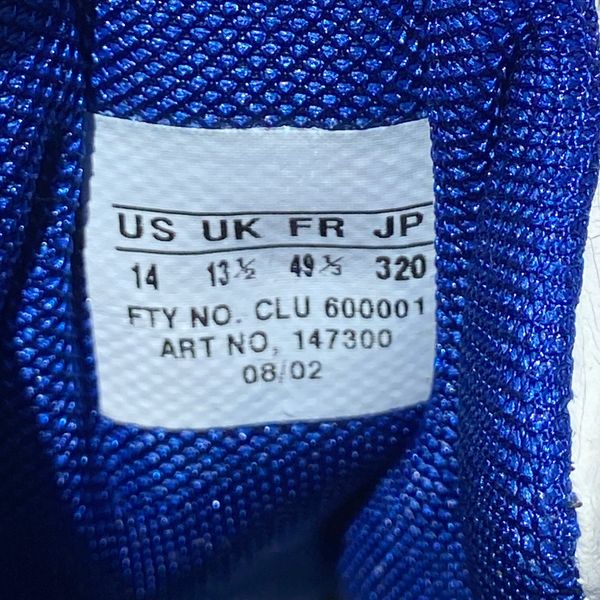 US UK FR JP
14 13½ 49⅓ 320
FTY NO. CLU 600001
ART NO, 147300
08/02